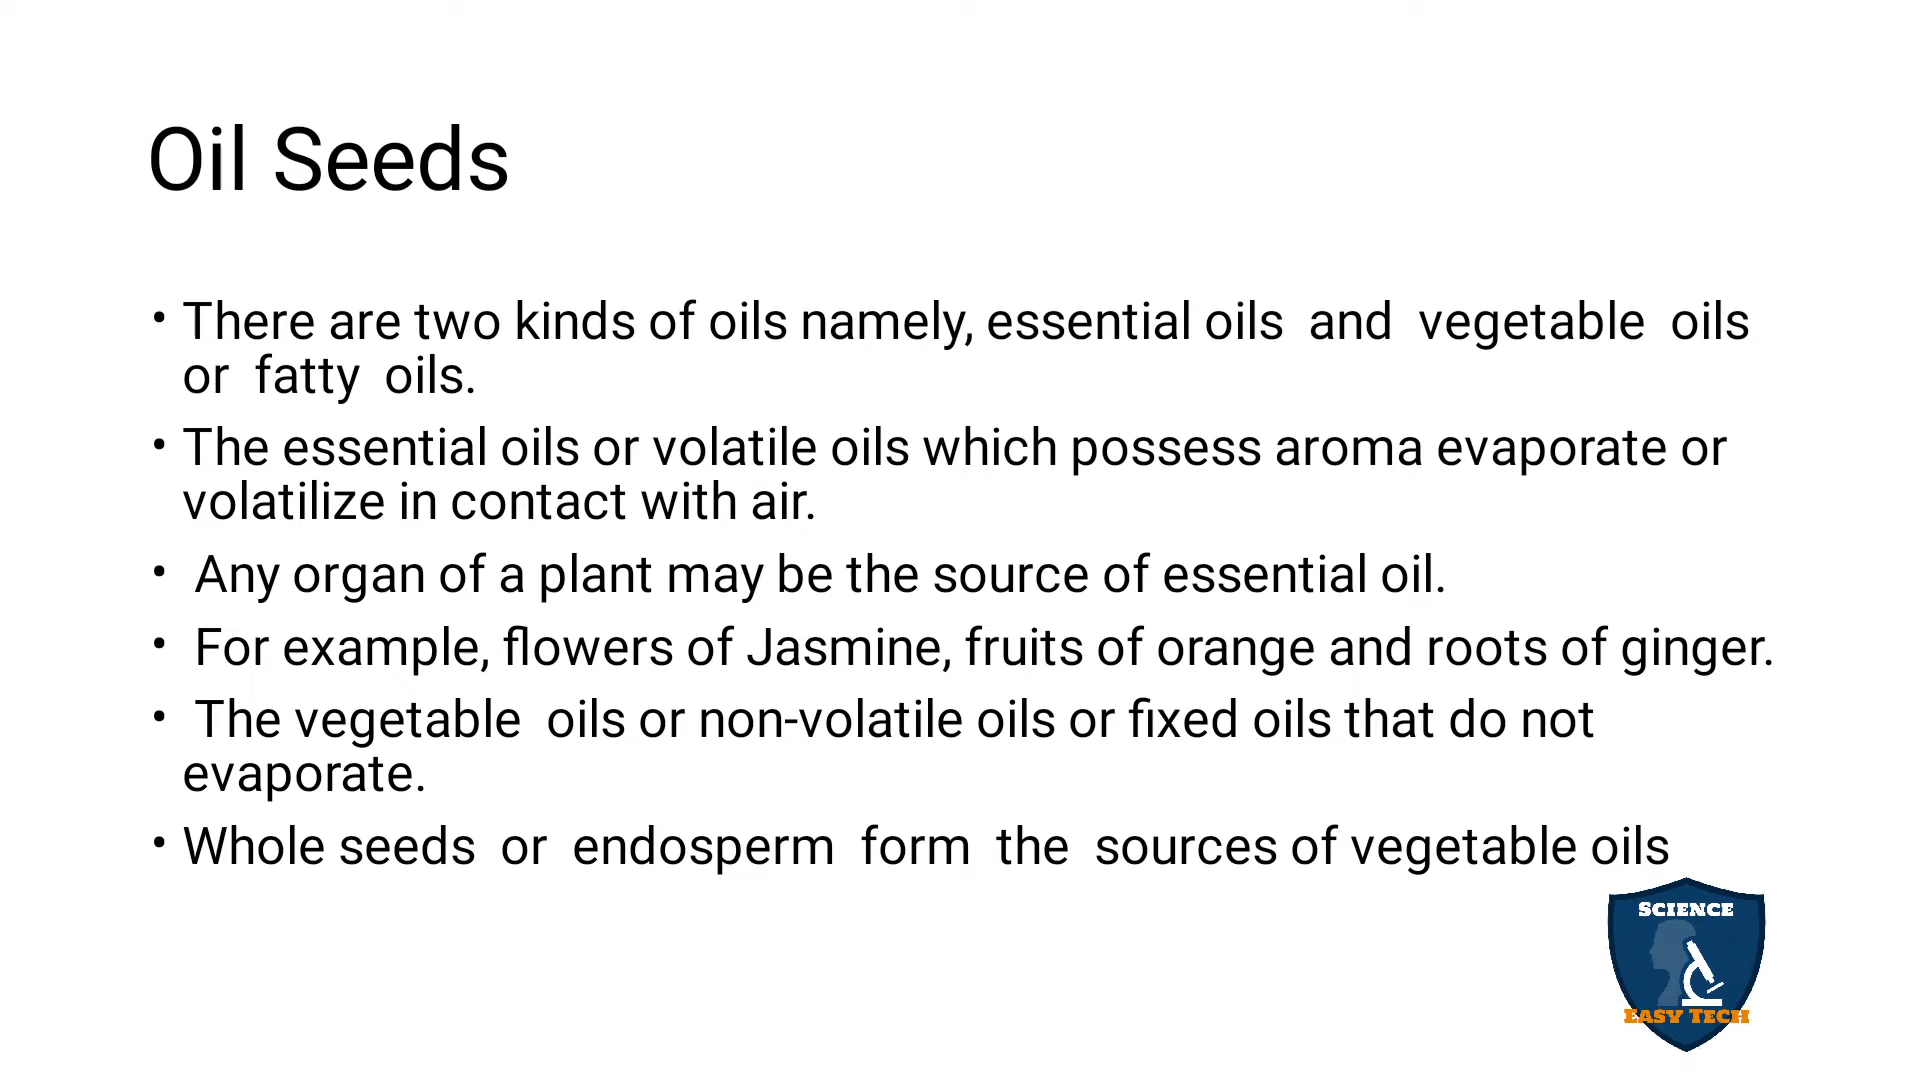 Oil Seeds
• There are two kinds of oils namely, essential oils and vegetable oils
or fatty oils.
• The essential oils or volatile oils which possess aroma evaporate or
volatilize in contact with air.
• Any organ of a plant may be the source of essential oil.
• For example, flowers of Jasmine, fruits of orange and roots of ginger.
• The vegetable oils or non-volatile oils or fixed oils that do not
evaporate.
• Whole seeds or endosperm form the sources of vegetable oils
SCIENCE
EASY TECH